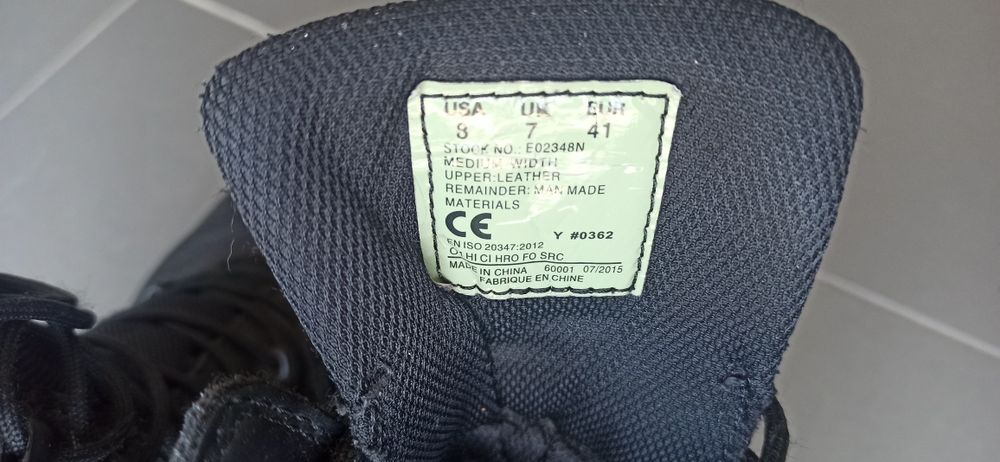 USA UK EUR
8 7 41
STOCK NO.: E02348N
MEDIUM WIDTH
UPPER:LEATHER
REMAINDER: MAN MADE
MATERIALS
CE
Y #0362
EN ISO 20347:2012
O1 HI CI HRO FO SRC
MADE IN CHINA 60001 07/2015
FABRIQUE EN CHINE